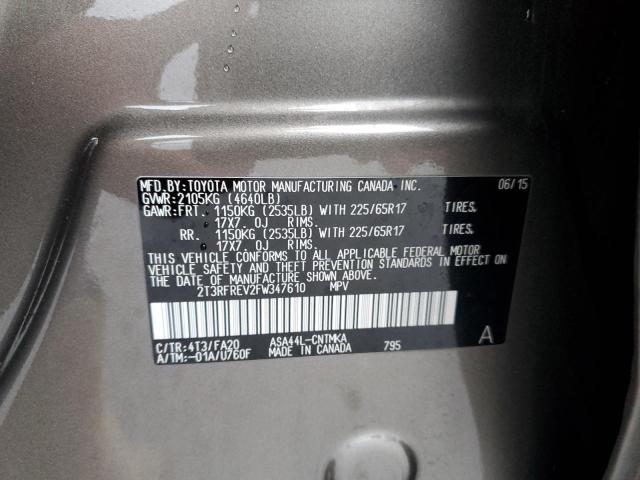 MFD.BY:TOYOTA MOTOR MANUFACTURING CANADA INC. 06/15
GVWR:2105KG (4640LB)
GAWR:FRT. 1150KG (2535LB) WITH 225/65R17 TIRES,
17X7 0J RIMS.
RR. 1150KG (2535LB) WITH 225/65R17 TIRES,
17X7 0J RIMS.
THIS VEHICLE CONFORMS TO ALL APPLICABLE FEDERAL MOTOR
VEHICLE SAFETY AND THEFT PREVENTION STANDARDS IN EFFECT ON
THE DATE OF MANUFACTURE SHOWN ABOVE.
2T3RFREV2FW347610 MPV
C/TR:4T3/FA20 ASA44L-CNTMKA
A/TM:-01A/U760F MADE IN CANADA 795 A